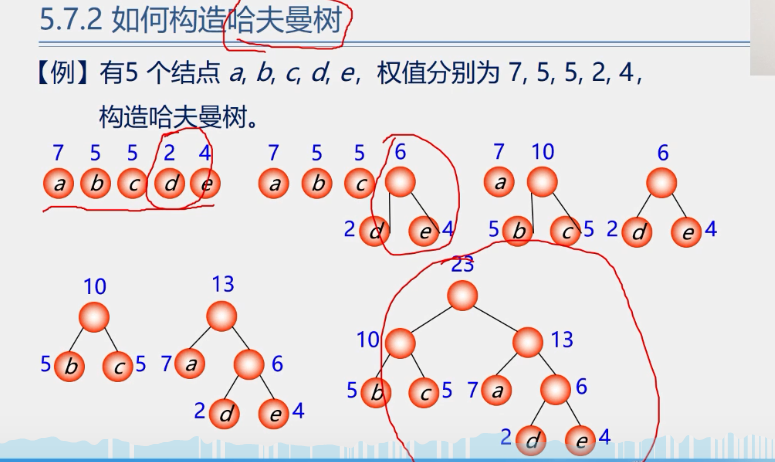 5.7.2 如何构造哈夫曼树
【例】有5 个结点 a, b, c, d, e, 权值分别为 7, 5, 5, 2, 4,
构造哈夫曼树。
7 5 5 2 4 7 5 5 6 7 10 6
a b c d e a b c a
2 d e 4 5 b c 5 2 d e 4
10 13 23
10 13
5 b c 5 7 a 6 5 b c 5 7 a 6
2 d e 4 2 d e 4